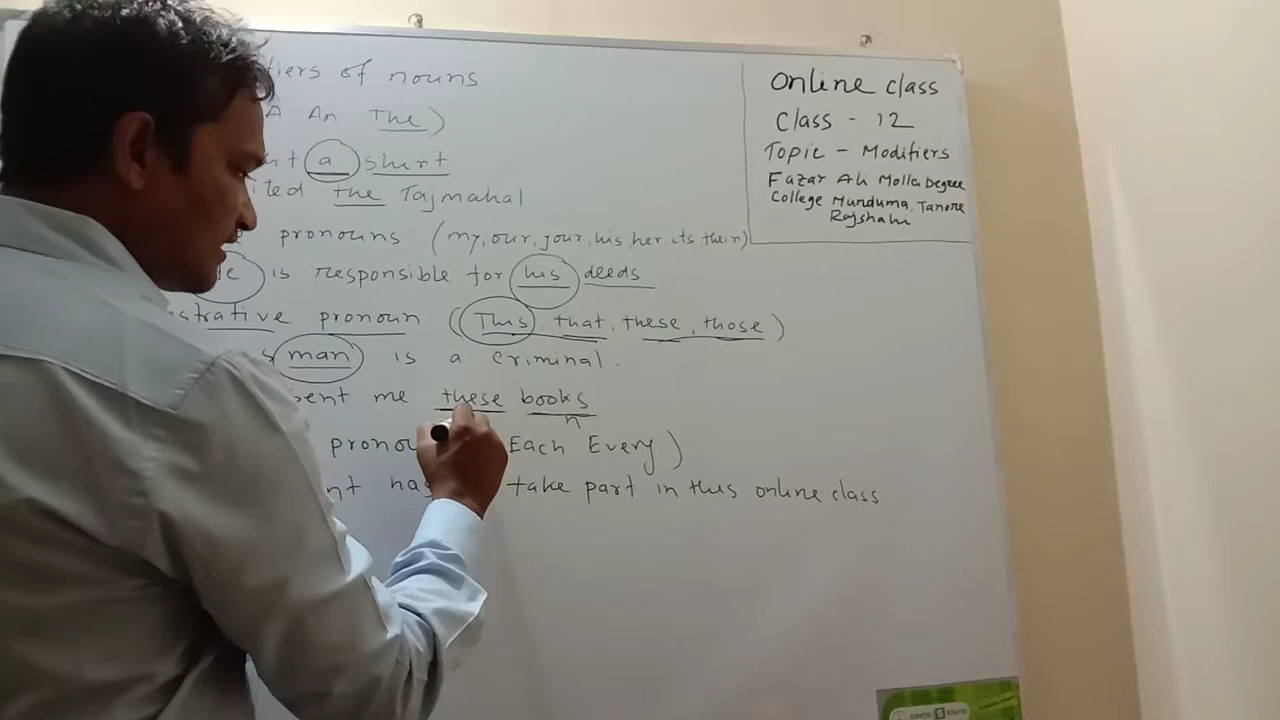 tiers of nouns
A An The)
nt a shirt
ited the Tajmahal
pronouns (my, our, your, his, her, its their)
is responsible for his deeds
strative pronoun ((This, that, these, those)
s man is a criminal.
sent me these books
n
pronou Each Every)
nt has take part in this online class
Online class
Class - 12
Topic - Modifiers
Fazar Ali Molla Degree
College Munduma, Tanore
Rajshahi